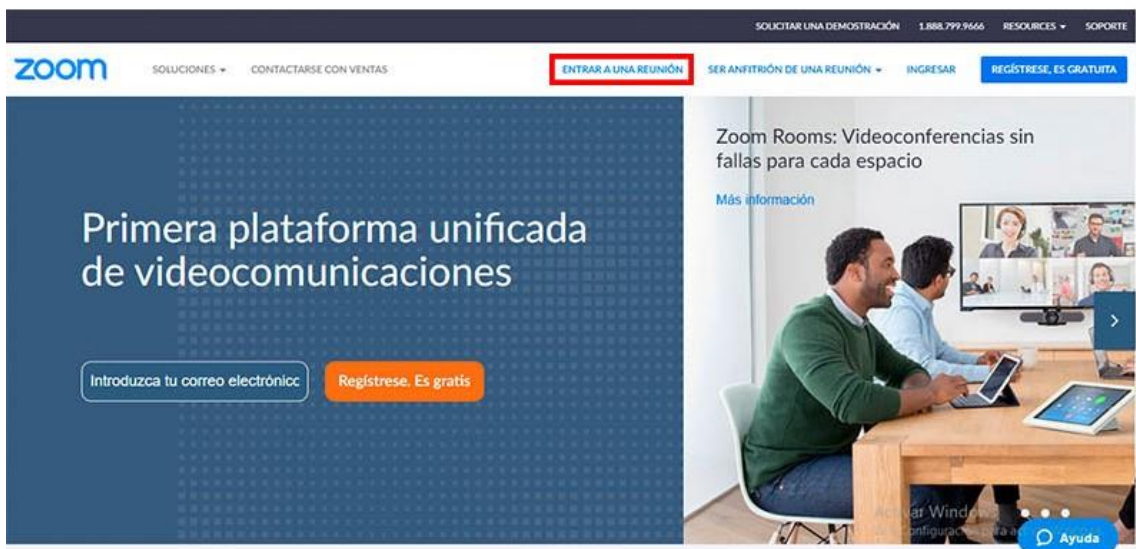 SOLICITAR UNA DEMOSTRACIÓN 1.888.799.9666 RESOURCES SOPORTE
zoom SOLUCIONES CONTACTARSE CON VENTAS ENTRAR A UNA REUNIÓN SER ANFITRIÓN DE UNA REUNIÓN INGRESAR REGÍSTRESE, ES GRATUITA
Primera plataforma unificada
de videocomunicaciones
Introduzca tu correo electrónicc Regístrese. Es gratis
Zoom Rooms: Videoconferencias sin
fallas para cada espacio
Más información
Activar Windows
Ayuda